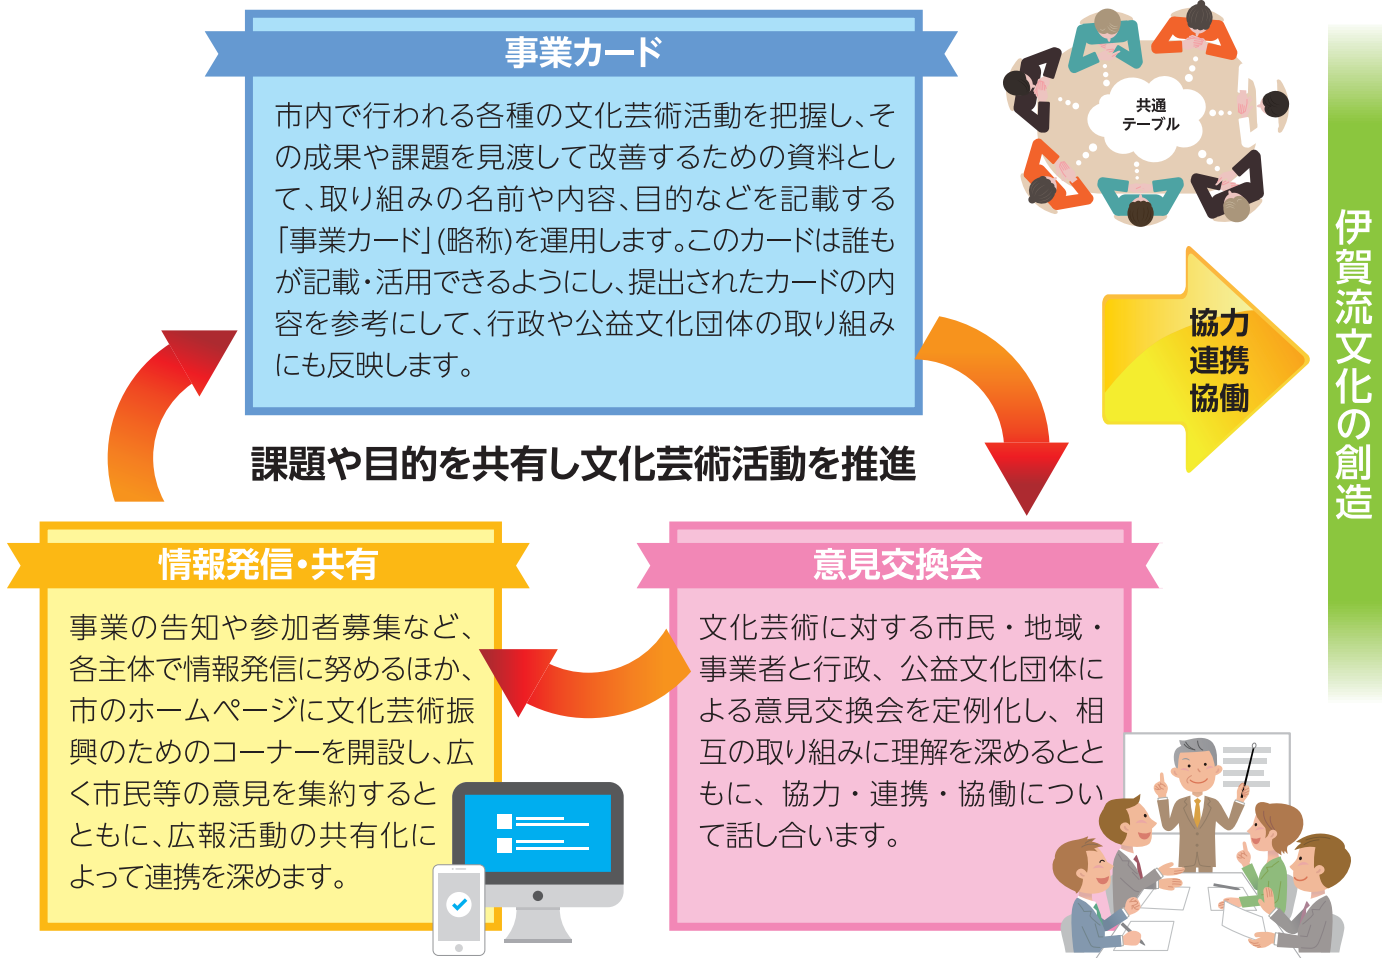 事業カード
市内で行われる各種の文化芸術活動を把握し、そ
の成果や課題を見渡して改善するための資料とし
て、取り組みの名前や内容、目的などを記載する
「事業カード」(略称)を運用します。このカードは誰も
が記載・活用できるようにし、提出されたカードの内
容を参考にして、行政や公益文化団体の取り組み
にも反映します。
共通
テーブル
協力
連携
協働
伊賀流文化の創造
課題や目的を共有し文化芸術活動を推進
情報発信・共有
事業の告知や参加者募集など、
各主体で情報発信に努めるほか、
市のホームページに文化芸術振
興のためのコーナーを開設し、広
く市民等の意見を集約すると
ともに、広報活動の共有化に
よって連携を深めます。
意見交換会
文化芸術に対する市民・地域・
事業者と行政、公益文化団体に
よる意見交換会を定例化し、相
互の取り組みに理解を深めるとと
もに、協力・連携・協働につい
て話し合います。